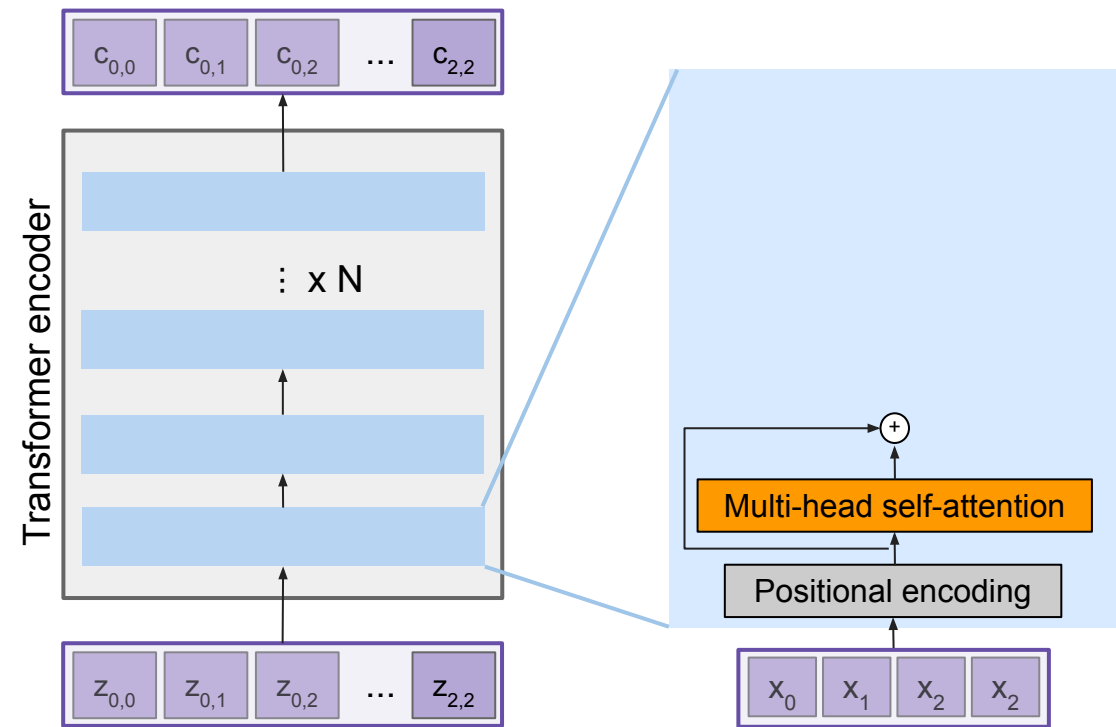 c0,0 c0,1 c0,2 ... c2,2
Transformer encoder
⋮ x N
z0,0 z0,1 z0,2 ... z2,2
+
Multi-head self-attention
Positional encoding
x0 x1 x2 x2